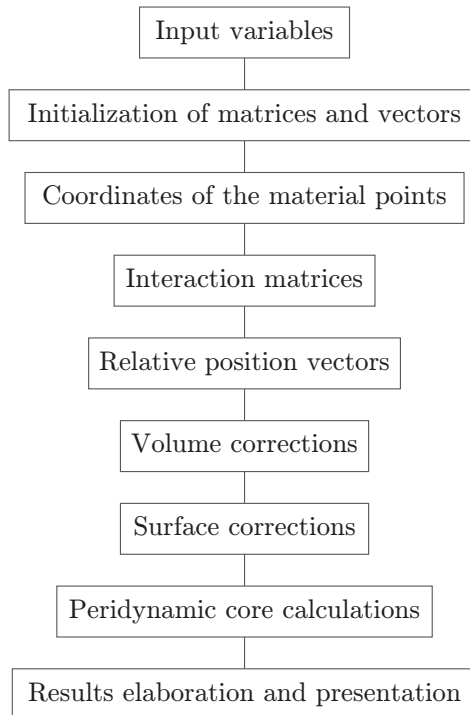 Input variables
Initialization of matrices and vectors
Coordinates of the material points
Interaction matrices
Relative position vectors
Volume corrections
Surface corrections
Peridynamic core calculations
Results elaboration and presentation